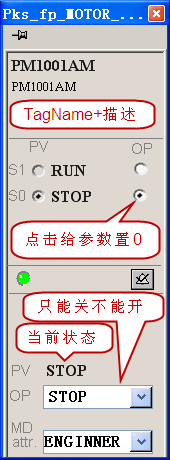 Pks_fp_MOTOR_...
PM1001AM
PM1001AM
TagName+描述
PV OP
S1 RUN
S0 STOP
点击给参数置0
只能关不能开
当前状态
PV STOP
OP STOP
MD
attr. ENGINNER